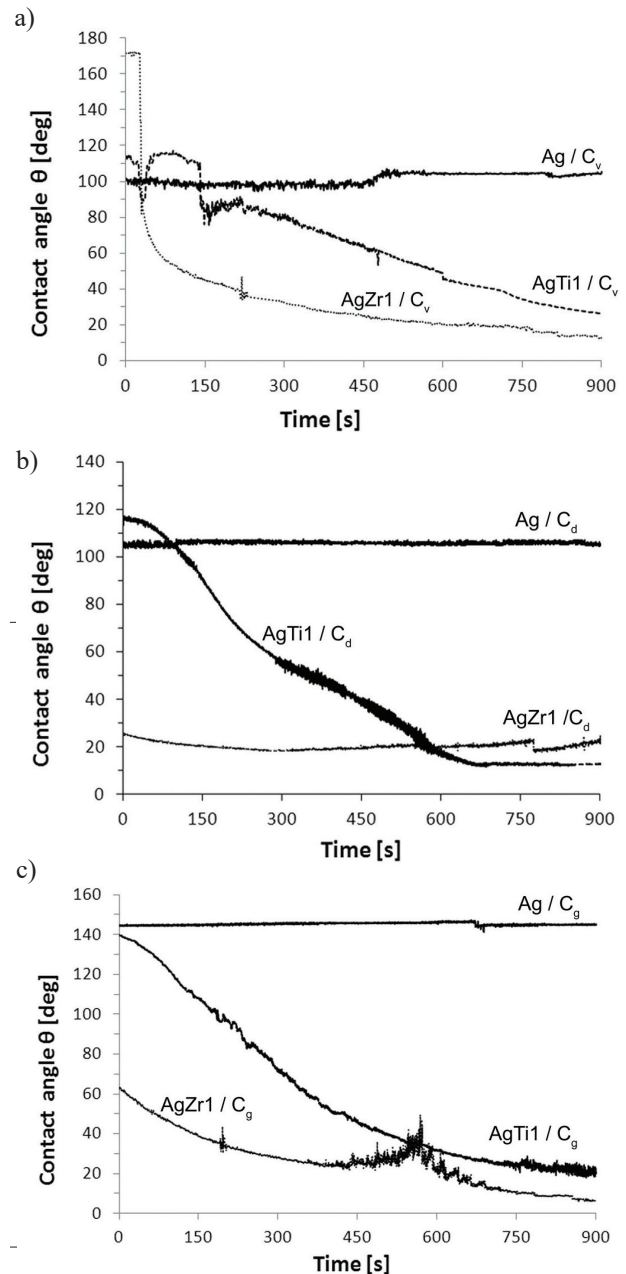 a)
180
160
140
120
100
80
60
40
20
0
Contact angle θ [deg]
Ag / Cv
AgTi1 / Cv
AgZr1 / Cv
0 150 300 450 600 750 900
Time [s]
b)
140
120
100
80
60
40
20
0
Contact angle θ [deg]
Ag / Cd
AgTi1 / Cd
AgZr1 /Cd
0 150 300 450 600 750 900
Time [s]
c)
160
140
120
100
80
60
40
20
0
Contact angle θ [deg]
Ag / Cg
AgZr1 / Cg
AgTi1 / Cg
0 150 300 450 600 750 900
Time [s]